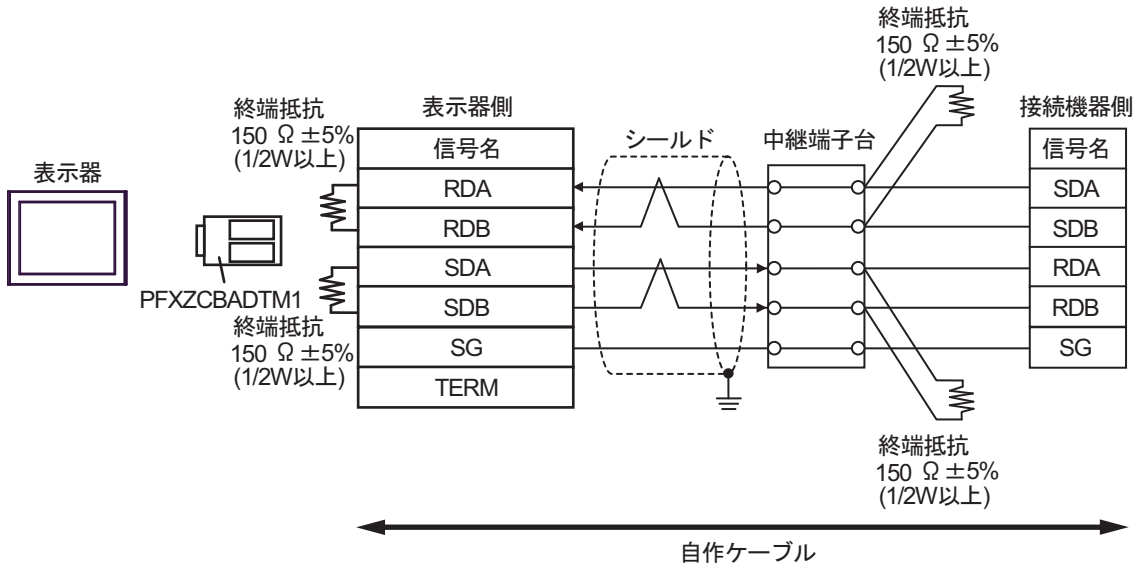 終端抵抗
150 Ω ±5%
(1/2W以上)
終端抵抗
150 Ω ±5%
(1/2W以上)
表示器側
シールド
中継端子台
接続機器側
表示器
信号名
信号名
RDA
SDA
RDB
SDB
SDA
RDA
PFXZCBADTM1
SDB
RDB
終端抵抗
150 Ω ±5%
(1/2W以上)
SG
SG
TERM
終端抵抗
150 Ω ±5%
(1/2W以上)
自作ケーブル